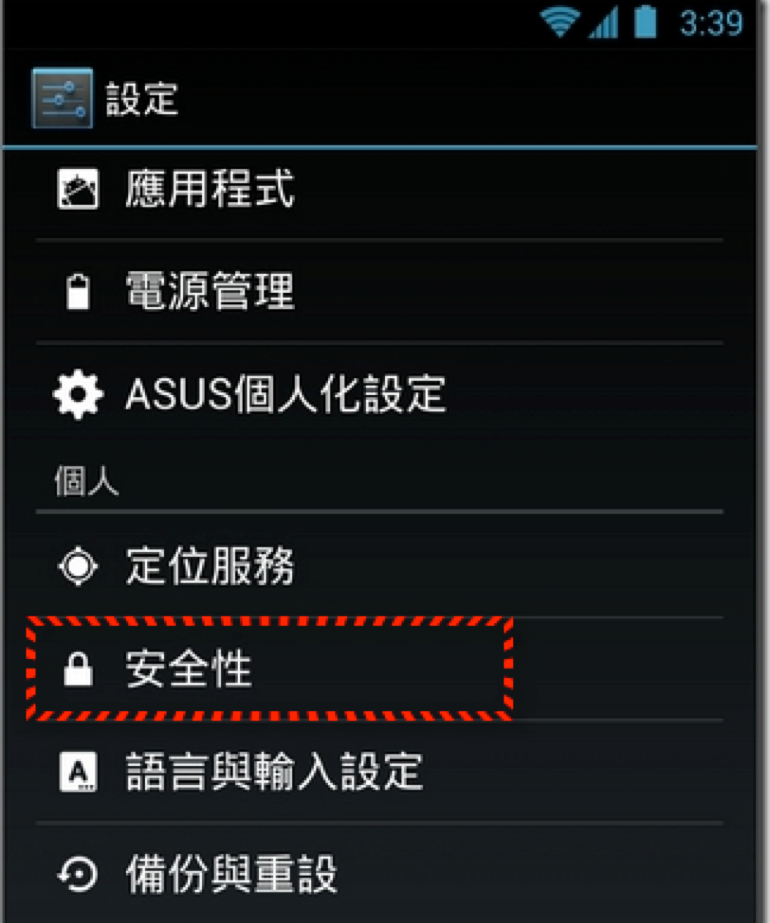 3:39
設定
應用程式
電源管理
ASUS個人化設定
個人
定位服務
安全性
語言與輸入設定
備份與重設